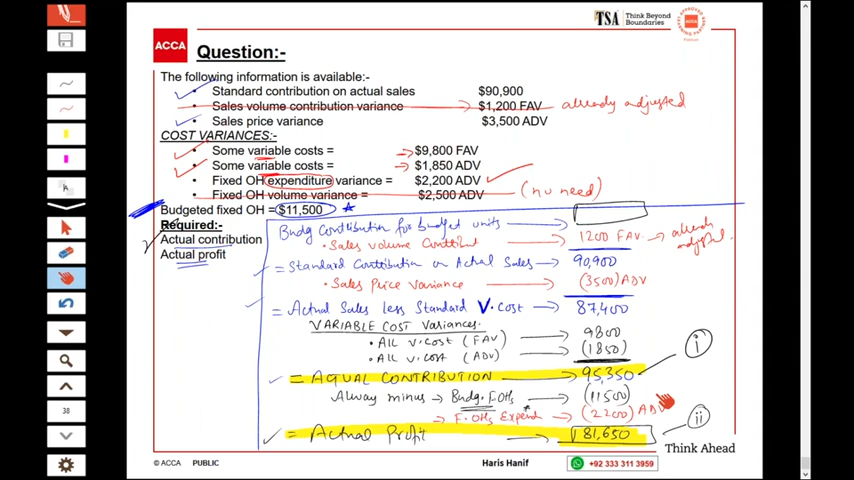 TSA Think Beyond Boundaries
ACCA
Question:-
The following information is available:-
• Standard contribution on actual sales $90,900
• Sales volume contribution variance $1,200 FAV already adjusted
• Sales price variance $3,500 ADV
COST VARIANCES:-
• Some variable costs = $9,800 FAV
• Some variable costs = $1,850 ADV
• Fixed OH expenditure variance = $2,200 ADV
• Fixed OH volume variance = $2,500 ADV (no need)
Budgeted fixed OH = $11,500
Required:-
Actual contribution
Actual profit
Budg Contribution for budget units
• Sales volume Contribut 1200 FAV. already adjusted.
= Standard Contribution on Actual Sales 90,900
• Sales Price Variance (3500) ADV
= Actual Sales less Standard V. Cost 87,400
VARIABLE COST Variances.
• All v.cost (FAV) 9800
• All v.cost (ADV) (1850)
= ACTUAL CONTRIBUTION 95,350 i
Alway minus Budg. FOHs (11500)
F.OHs Expend (2200) ADV
= Actual Profit 81,650 ii
38
Think Ahead
© ACCA PUBLIC
Haris Hanif
+92 333 311 3959